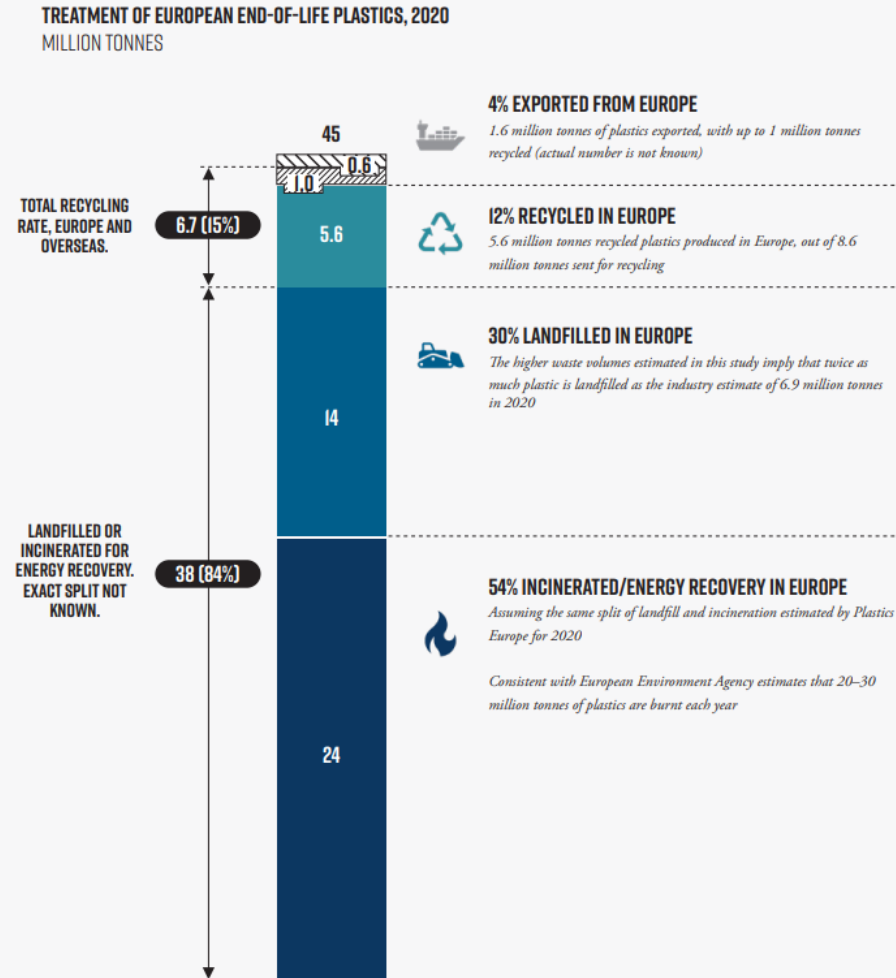 TREATMENT OF EUROPEAN END-OF-LIFE PLASTICS, 2020
MILLION TONNES
45
0.6
1.0
5.6
14
24
TOTAL RECYCLING
RATE, EUROPE AND
OVERSEAS.
6.7 (15%)
LANDFILLED OR
INCINERATED FOR
ENERGY RECOVERY.
EXACT SPLIT NOT
KNOWN.
38 (84%)
4% EXPORTED FROM EUROPE
1.6 million tonnes of plastics exported, with up to 1 million tonnes
recycled (actual number is not known)
12% RECYCLED IN EUROPE
5.6 million tonnes recycled plastics produced in Europe, out of 8.6
million tonnes sent for recycling
30% LANDFILLED IN EUROPE
The higher waste volumes estimated in this study imply that twice as
much plastic is landfilled as the industry estimate of 6.9 million tonnes
in 2020
54% INCINERATED/ENERGY RECOVERY IN EUROPE
Assuming the same split of landfill and incineration estimated by Plastics
Europe for 2020
Consistent with European Environment Agency estimates that 20–30
million tonnes of plastics are burnt each year